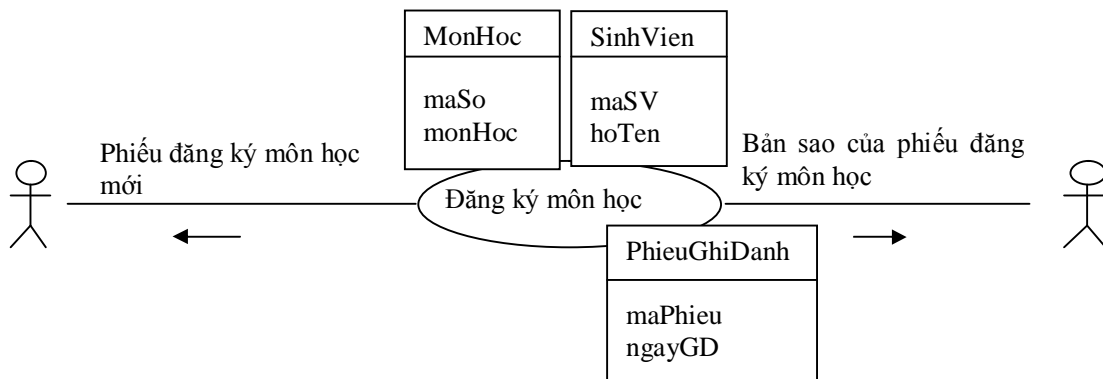 MonHoc
maSo
monHoc
SinhVien
maSV
hoTen
Phiếu đăng ký môn học
mới
Đăng ký môn học
Bản sao của phiếu đăng
ký môn học
PhieuGhiDanh
maPhieu
ngayGD